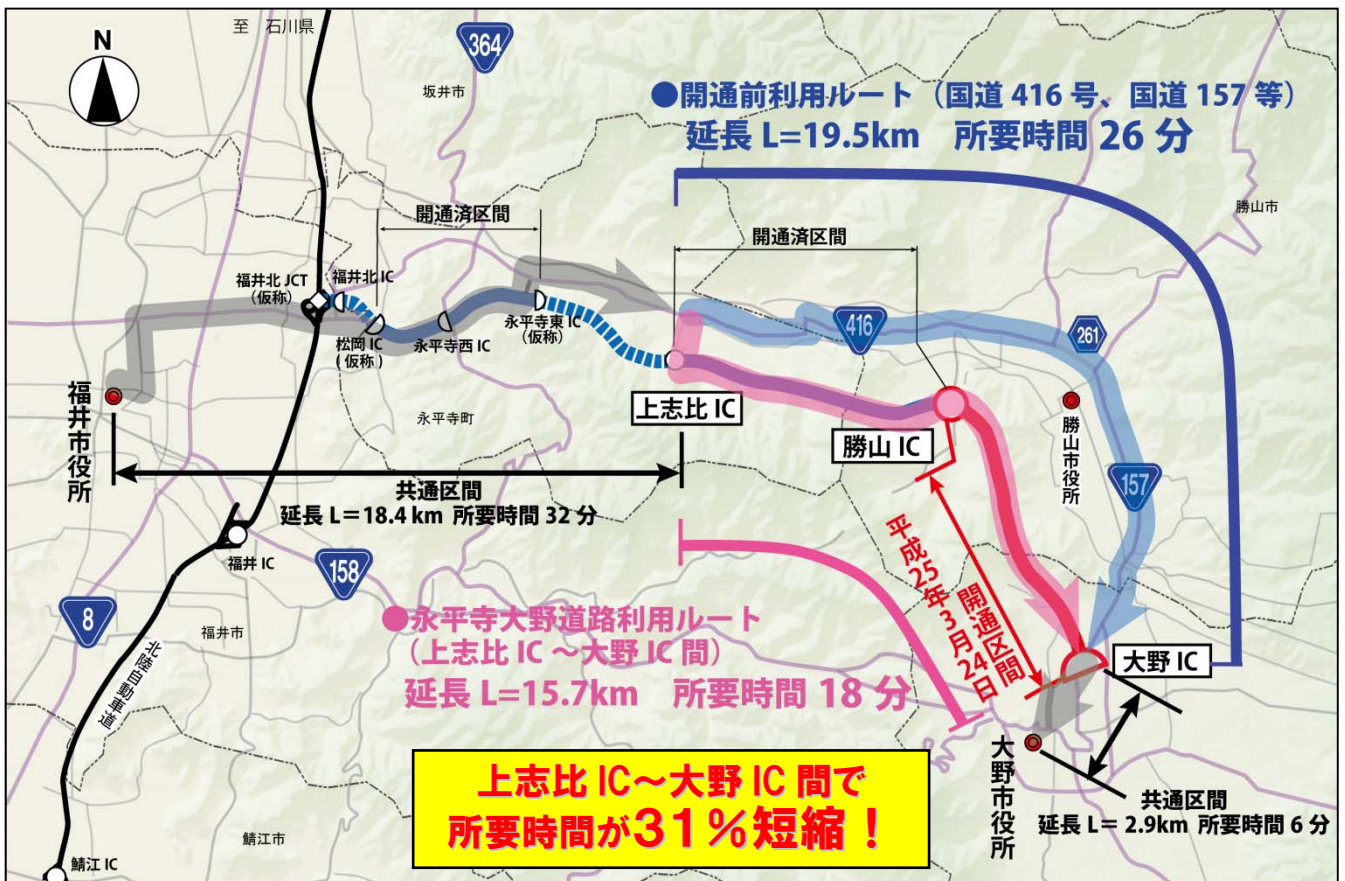 N
至 石川県
364
坂井市
●開通前利用ルート（国道 416 号、国道 157 等）
延長 L=19.5km 所要時間 26 分
勝山市
開通済区間
開通済区間
福井北 JCT
（仮称）
福井北 IC
松岡 IC
（仮称）
永平寺西 IC
永平寺東 IC
（仮称）
416
261
福井市役所
永平寺町
上志比 IC
勝山 IC
勝山市役所
157
共通区間
延長 L=18.4 km 所要時間 32 分
福井 IC
158
8
福井市
北陸自動車道
●永平寺大野道路利用ルート
（上志比 IC ～大野 IC 間）
延長 L=15.7km 所要時間 18 分
平成25年3月24日
開通区間
大野 IC
大野市役所
共通区間
延長 L= 2.9km 所要時間 6 分
上志比 IC～大野 IC 間で
所要時間が31％短縮！
鯖江市
鯖江 IC